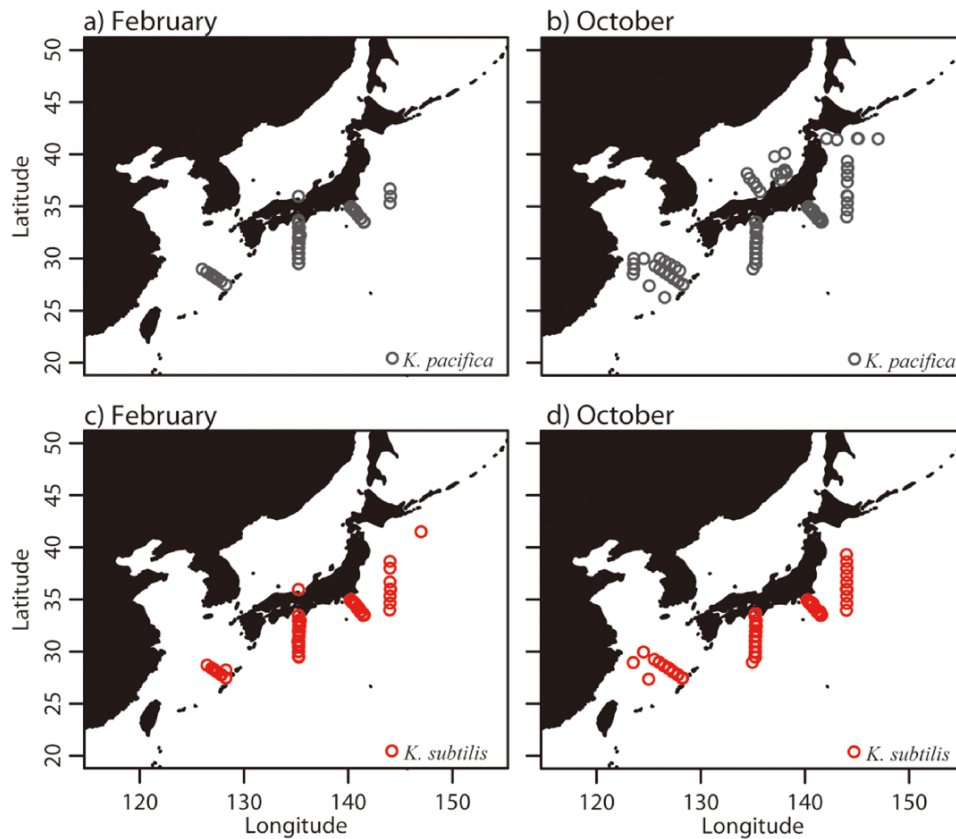 a) February
b) October
50
45
40
35
30
25
20
Latitude
K. pacifica
K. pacifica
c) February
d) October
50
45
40
35
30
25
20
Latitude
K. subtilis
K. subtilis
120
130
140
150
120
130
140
150
Longitude
Longitude